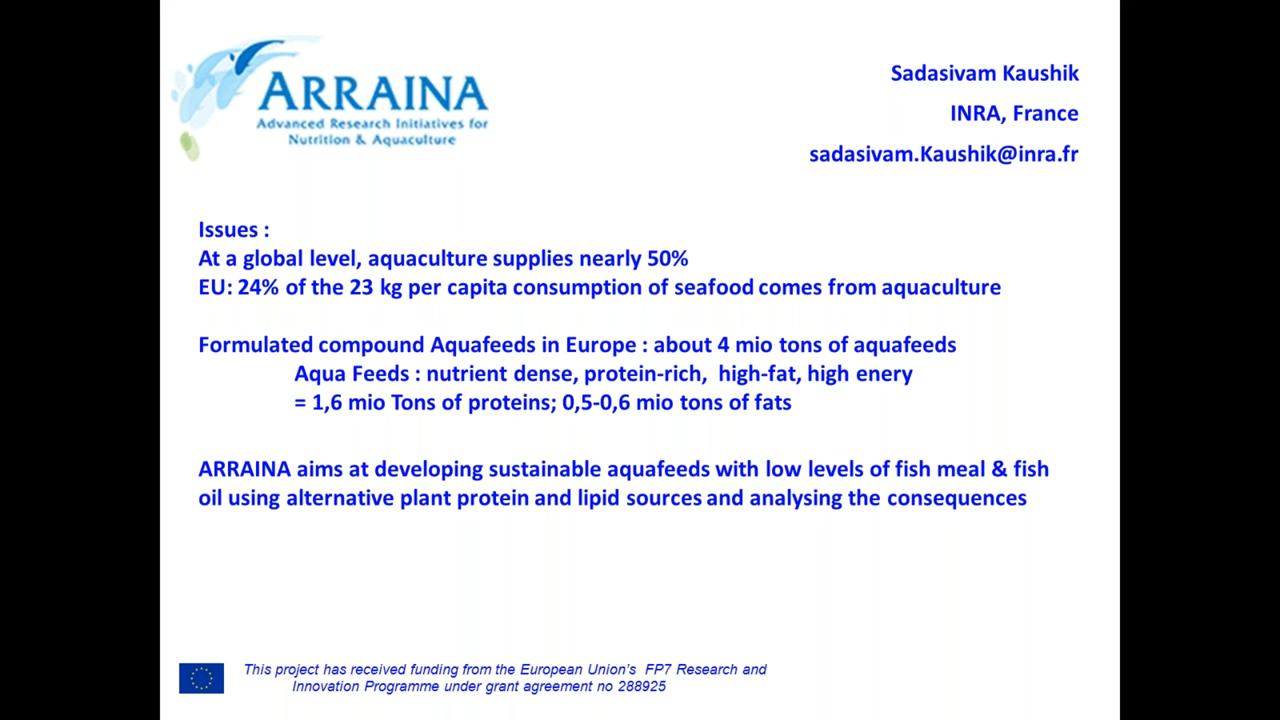 ARRAINA
Advanced Research Initiatives for
Nutrition & Aquaculture
Sadasivam Kaushik
INRA, France
sadasivam.Kaushik@inra.fr
Issues :
At a global level, aquaculture supplies nearly 50%
EU: 24% of the 23 kg per capita consumption of seafood comes from aquaculture
Formulated compound Aquafeeds in Europe : about 4 mio tons of aquafeeds
Aqua Feeds : nutrient dense, protein-rich, high-fat, high enery
= 1,6 mio Tons of proteins; 0,5-0,6 mio tons of fats
ARRAINA aims at developing sustainable aquafeeds with low levels of fish meal & fish
oil using alternative plant protein and lipid sources and analysing the consequences
This project has received funding from the European Union's FP7 Research and
Innovation Programme under grant agreement no 288925